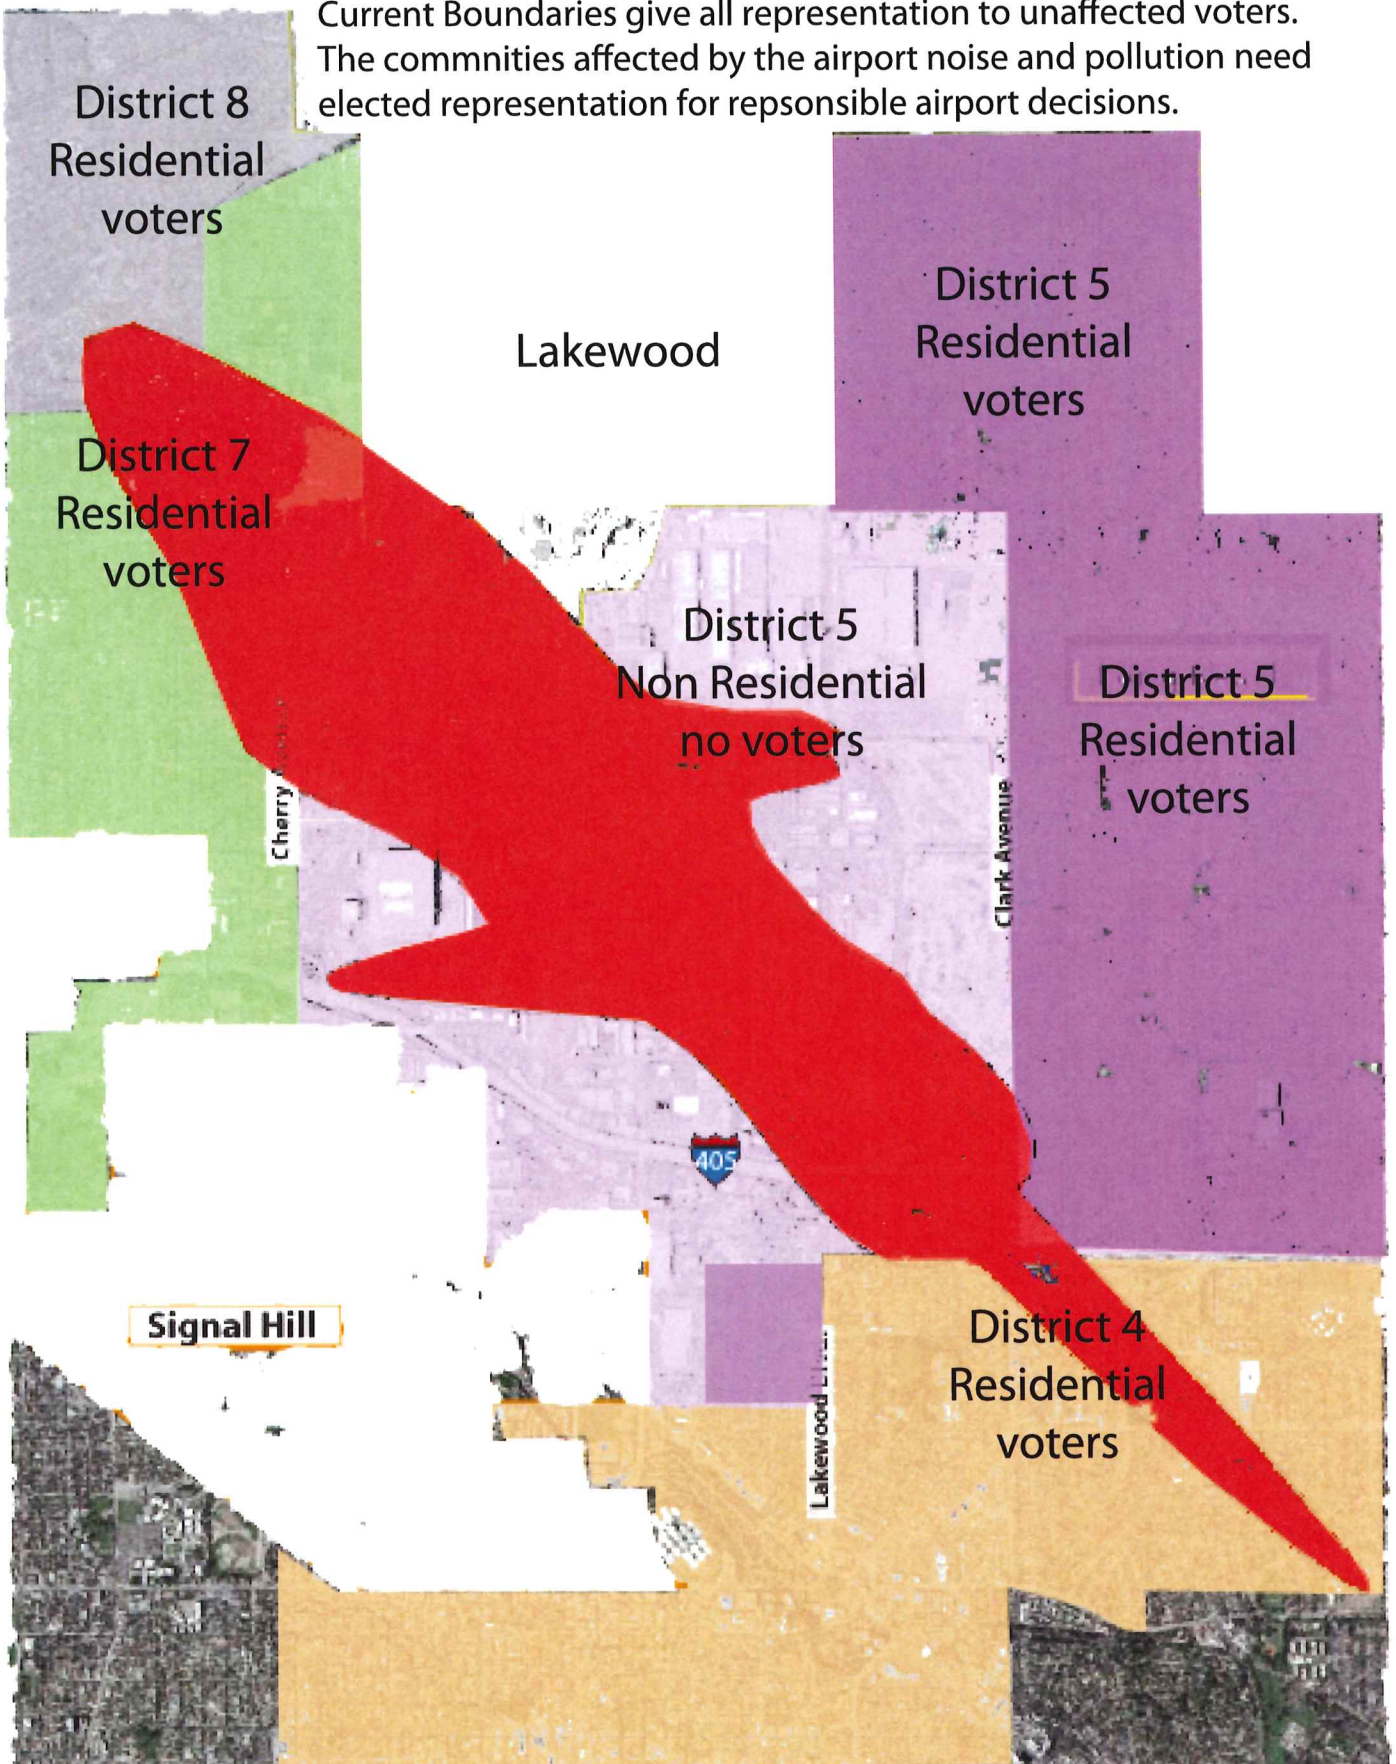 Current Boundaries give all representation to unaffected voters.
The commnities affected by the airport noise and pollution need
elected representation for repsonsible airport decisions.
District 8
Residential
voters
District 5
Residential
voters
Lakewood
District 7
Residential
voters
District 5
Non Residential
no voters
District 5
Residential
voters
Cherry
Clark Avenue
405
Signal Hill
District 4
Residential
voters
Lakewood